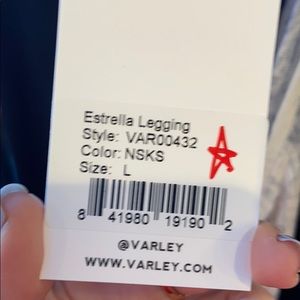 Estrella Legging
Style: VAR00432
Color: NSKS
Size: L
8 41980 19190 2
@VARLEY
WWW.VARLEY.COM